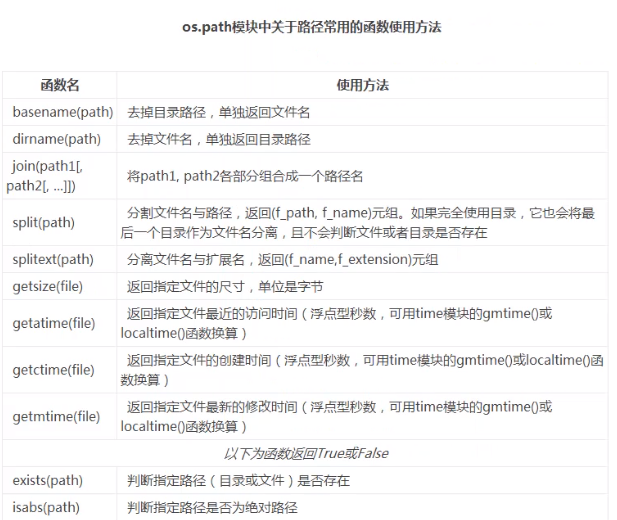 os.path模块中关于路径常用的函数使用方法
函数名 使用方法
basename(path) 去掉目录路径，单独返回文件名
dirname(path) 去掉文件名，单独返回目录路径
join(path1[,
path2[, ...]]) 将path1, path2各部分组合成一个路径名
split(path) 分割文件名与路径，返回(f_path, f_name)元组。如果完全使用目录，它也会将最
后一个目录作为文件名分离，且不会判断文件或者目录是否存在
splitext(path) 分离文件名与扩展名，返回(f_name,f_extension)元组
getsize(file) 返回指定文件的尺寸，单位是字节
getatime(file) 返回指定文件最近的访问时间（浮点型秒数，可用time模块的gmtime()或
localtime()函数换算）
getctime(file) 返回指定文件的创建时间（浮点型秒数，可用time模块的gmtime()或localtime()函
数换算）
getmtime(file) 返回指定文件最新的修改时间（浮点型秒数，可用time模块的gmtime()或
localtime()函数换算）
以下为函数返回True或False
exists(path) 判断指定路径（目录或文件）是否存在
isabs(path) 判断指定路径是否为绝对路径